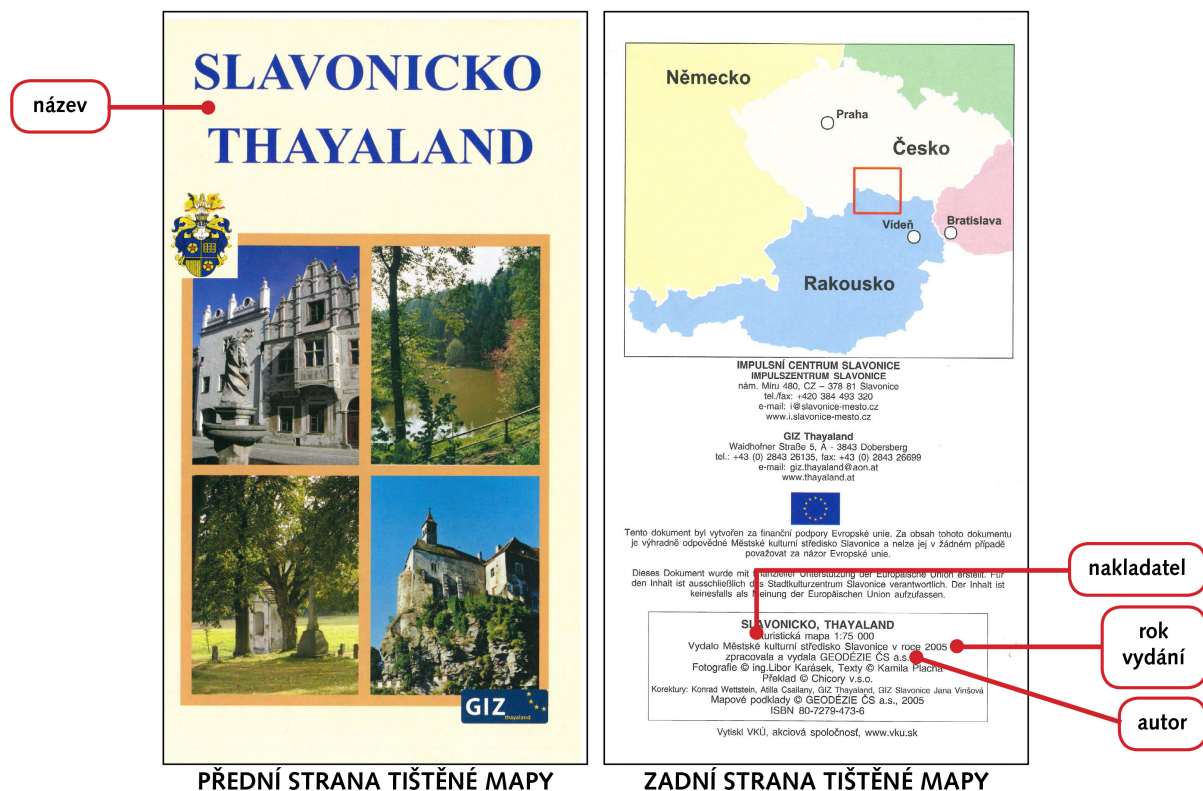 název
SLAVONICKO
THAYALAND
GIZ
thayaland
PŘEDNÍ STRANA TIŠTĚNÉ MAPY
Německo
Praha
Česko
Vídeň
Bratislava
Rakousko
IMPULSNÍ CENTRUM SLAVONICE
IMPULSZENTRUM SLAVONICE
nám. Míru 480, CZ – 378 81 Slavonice
tel./fax: +420 384 493 320
e-mail: i@slavonice-mesto.cz
www.i.slavonice-mesto.cz
GIZ Thayaland
Waidhofner Straße 5, A - 3843 Dobersberg
tel.: +43 (0) 2843 26135, fax: +43 (0) 2843 26699
e-mail: giz.thayaland@aon.at
www.thayaland.at
Tento dokument byl vytvořen za finanční podpory Evropské unie. Za obsah tohoto dokumentu
je výhradně odpovědné Městské kulturní středisko Slavonice a nelze jej v žádném případě
považovat za názor Evropské unie.
Dieses Dokument wurde mit finanzieller Unterstützung der Europäische Union erstellt. Für
den Inhalt ist ausschließlich das Stadtkulturzentrum Slavonice verantwortlich. Der Inhalt ist
keinesfalls als Meinung der Europäischen Union aufzufassen.
SLAVONICKO, THAYALAND
turistická mapa 1:75 000
Vydalo Městské kulturní středisko Slavonice v roce 2005
zpracovala a vydala GEODÉZIE ČS a.s.
Fotografie © ing.Libor Karásek, Texty © Kamila Plachá
Překlad © Chicory v.s.o.
Korektury: Konrad Wettstein, Atilla Csallany, GIZ Thayaland, GIZ Slavonice Jana Vinšová
Mapové podklady © GEODÉZIE ČS a.s., 2005
ISBN 80-7279-473-6
Vytiskl VKÚ, akciová spoločnosť, www.vku.sk
nakladatel
rok
vydání
autor
ZADNÍ STRANA TIŠTĚNÉ MAPY